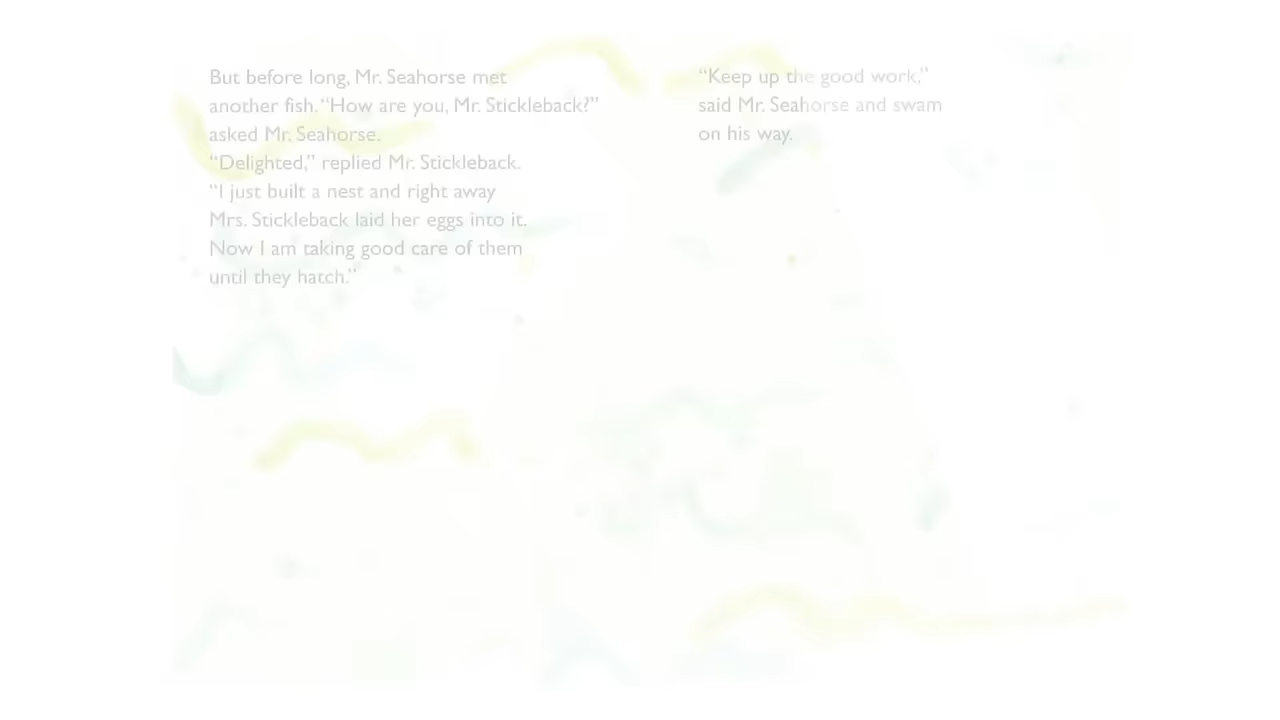 But before long, Mr. Seahorse met
another fish. “How are you, Mr. Stickleback?”
asked Mr. Seahorse.
“Delighted,” replied Mr. Stickleback.
“I just built a nest and right away
Mrs. Stickleback laid her eggs into it.
Now I am taking good care of them
until they hatch.”
“Keep up the good work,”
said Mr. Seahorse and swam
on his way.